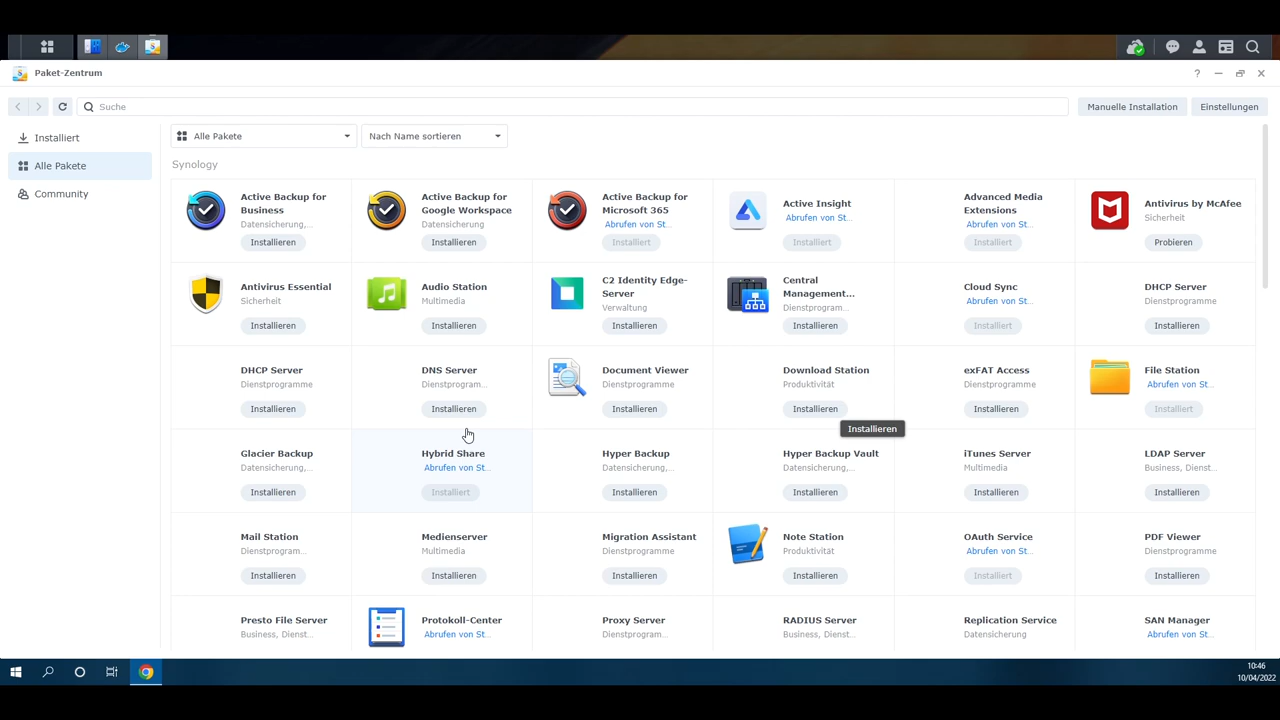 Paket-Zentrum
?
Suche
Manuelle Installation
Einstellungen
Installiert
Alle Pakete
Community
Alle Pakete
Nach Name sortieren
Synology
Active Backup for
Business
Datensicherung,...
Installieren
Active Backup for
Google Workspace
Datensicherung
Installieren
Active Backup for
Microsoft 365
Abrufen von St...
Installiert
Active Insight
Abrufen von St...
Installiert
Advanced Media
Extensions
Abrufen von St...
Installiert
Antivirus by McAfee
Sicherheit
Probieren
Antivirus Essential
Sicherheit
Installieren
Audio Station
Multimedia
Installieren
C2 Identity Edge-
Server
Verwaltung
Installieren
Central
Management...
Dienstprogram...
Installieren
Cloud Sync
Abrufen von St...
Installiert
DHCP Server
Dienstprogramme
Installieren
DHCP Server
Dienstprogramme
Installieren
DNS Server
Dienstprogram...
Installieren
Document Viewer
Dienstprogramme
Installieren
Download Station
Produktivität
Installieren
exFAT Access
Dienstprogramme
Installieren
File Station
Abrufen von St...
Installiert
Installieren
Glacier Backup
Datensicherung,...
Installieren
Hybrid Share
Abrufen von St...
Installiert
Hyper Backup
Datensicherung,...
Installieren
Hyper Backup Vault
Datensicherung,...
Installieren
iTunes Server
Multimedia
Installieren
LDAP Server
Business, Dienst...
Installieren
Mail Station
Dienstprogram...
Installieren
Medienserver
Multimedia
Installieren
Migration Assistant
Dienstprogramme
Installieren
Note Station
Produktivität
Installieren
OAuth Service
Abrufen von St...
Installiert
PDF Viewer
Dienstprogramme
Installieren
Presto File Server
Business, Dienst...
Protokoll-Center
Abrufen von St...
Proxy Server
Dienstprogram...
RADIUS Server
Business, Dienst...
Replication Service
Datensicherung
SAN Manager
Abrufen von St...
10:46
10/04/2022